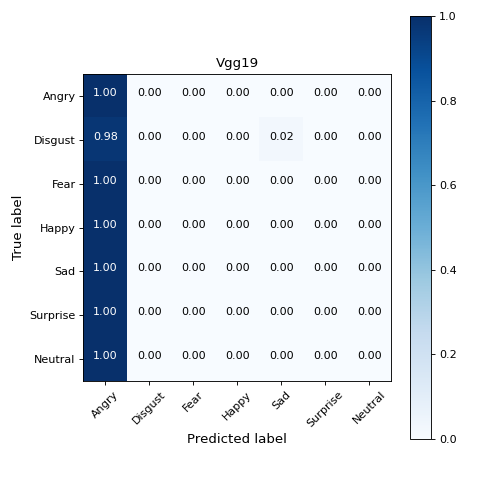 Vgg19
1.0
Angry 1.00 0.00 0.00 0.00 0.00 0.00 0.00
0.8
Disgust 0.98 0.00 0.00 0.00 0.02 0.00 0.00
Fear 1.00 0.00 0.00 0.00 0.00 0.00 0.00
0.6
Happy 1.00 0.00 0.00 0.00 0.00 0.00 0.00
True label
Sad 1.00 0.00 0.00 0.00 0.00 0.00 0.00
0.4
Surprise 1.00 0.00 0.00 0.00 0.00 0.00 0.00
0.2
Neutral 1.00 0.00 0.00 0.00 0.00 0.00 0.00
Angry Disgust Fear Happy Sad Surprise Neutral
Predicted label
0.0